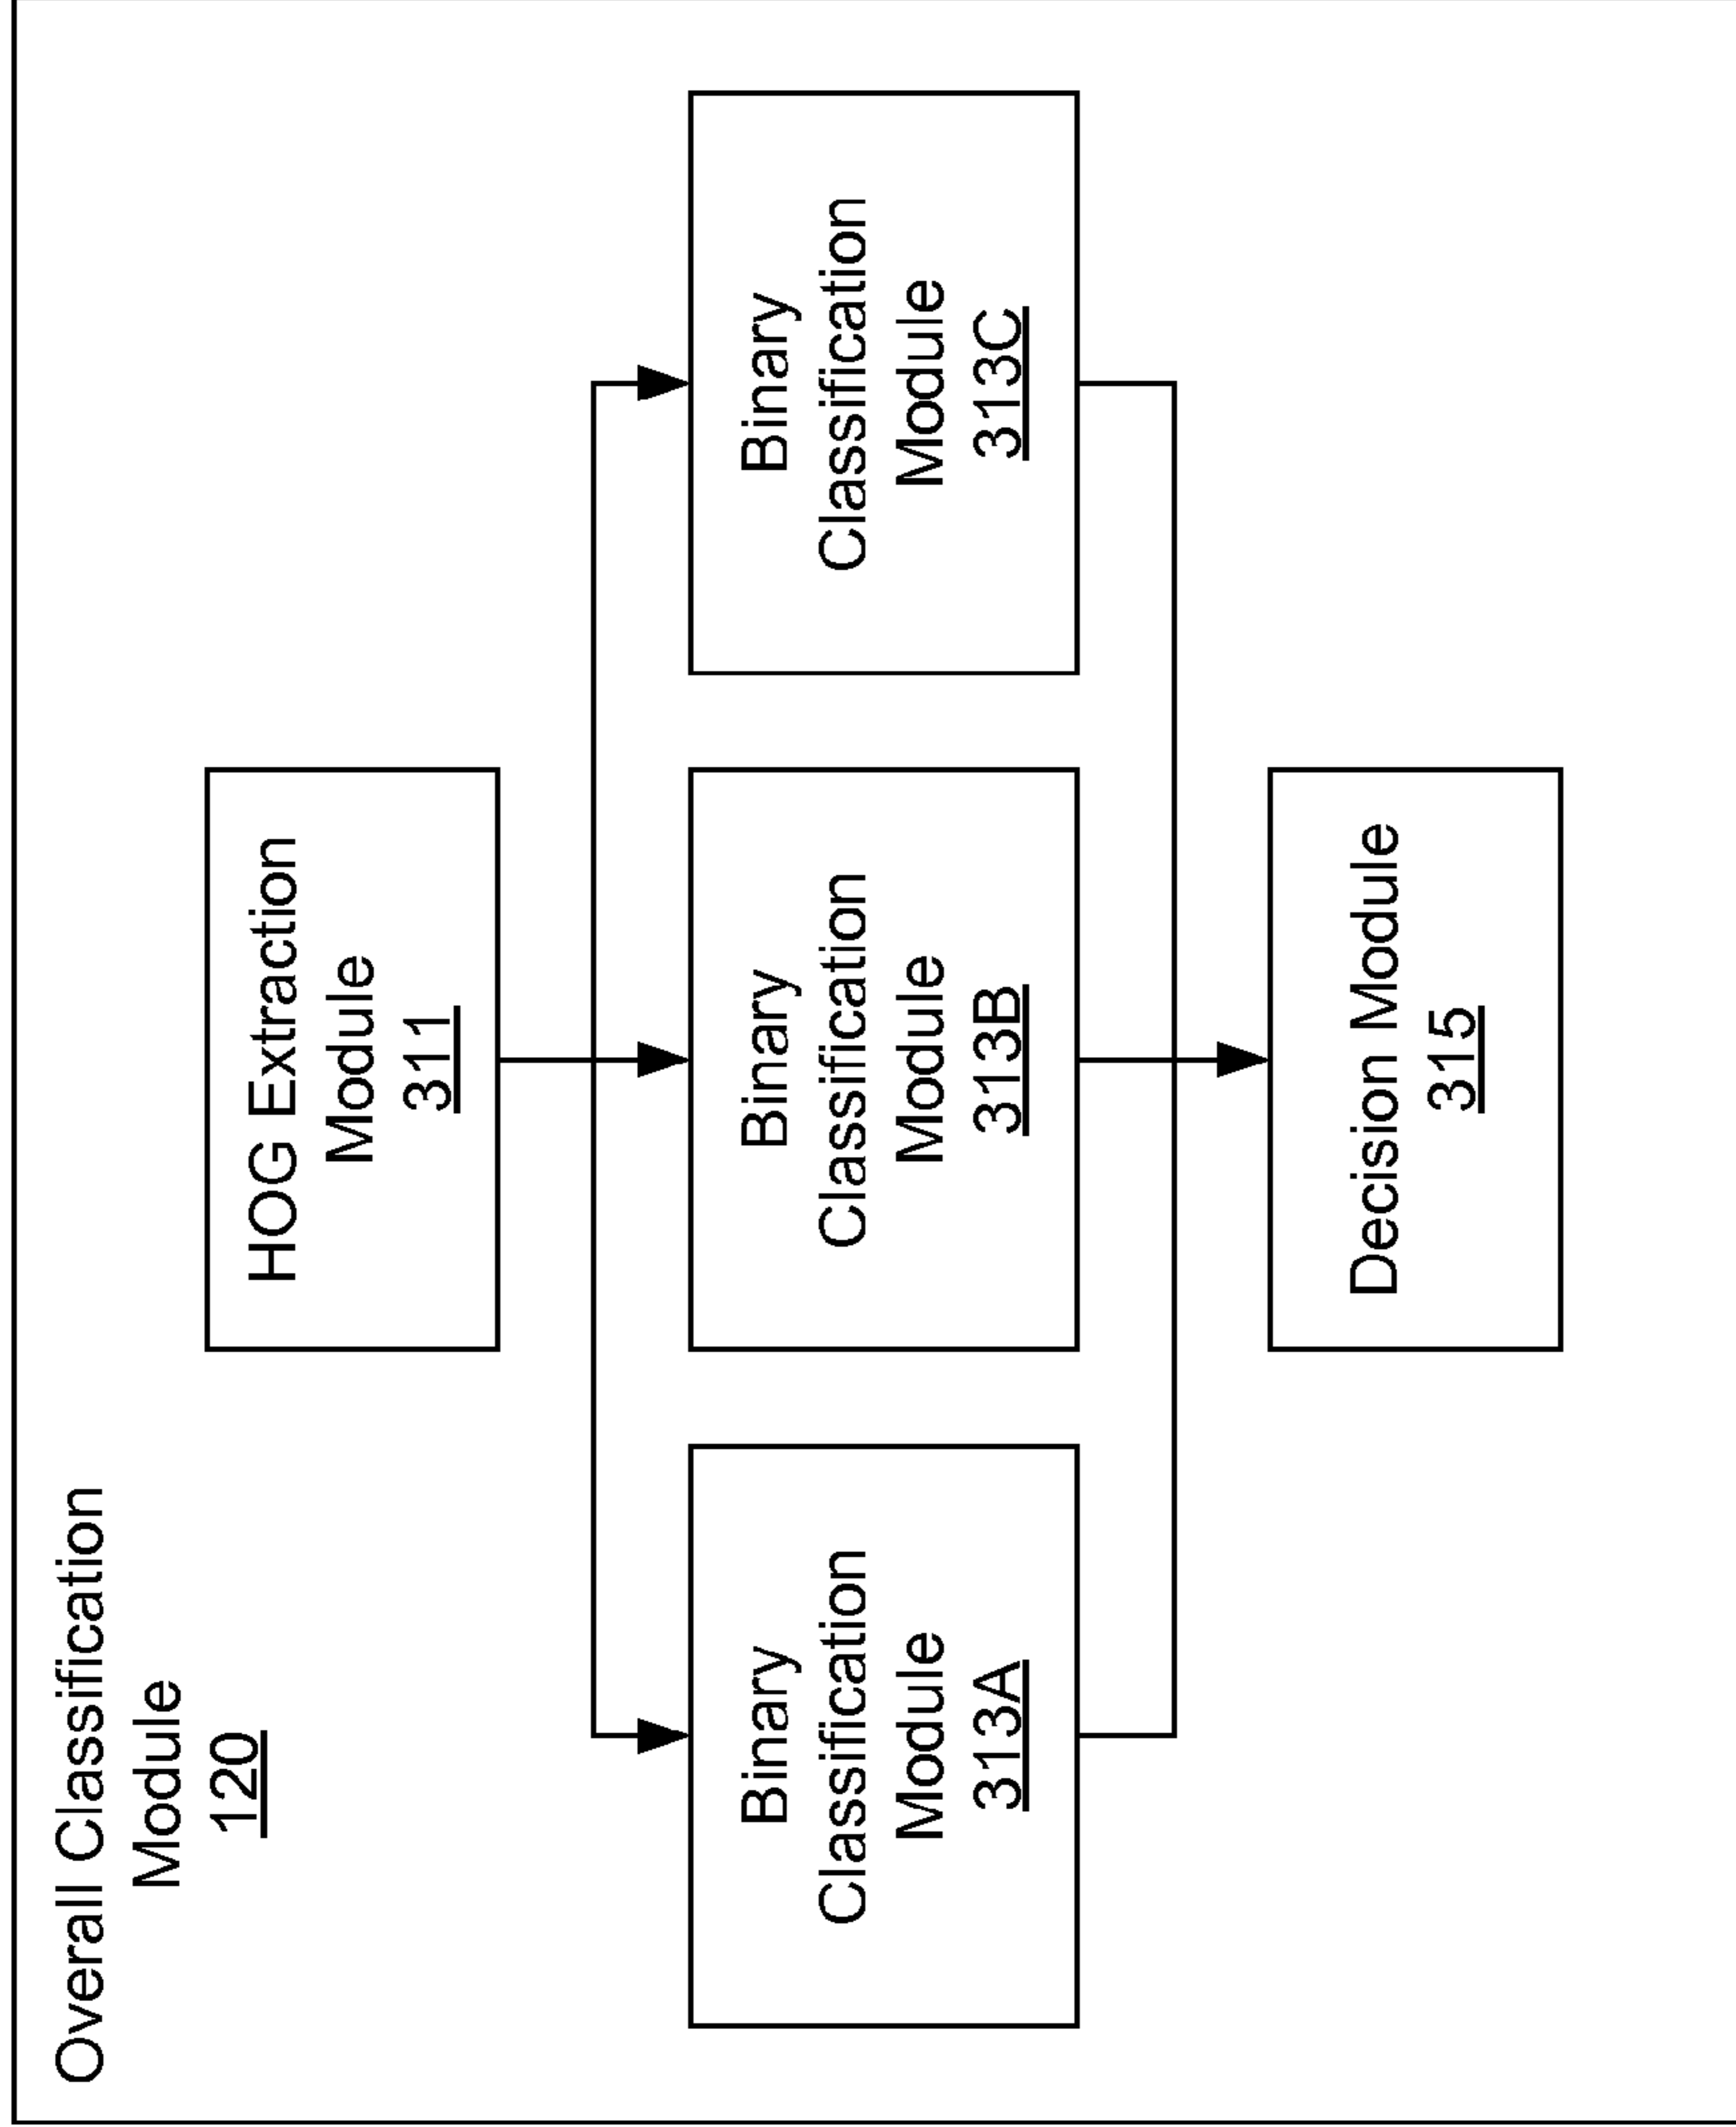 Overall Classification
Module
120
HOG Extraction
Module
311
Binary
Classification
Module
313A
Binary
Classification
Module
313B
Binary
Classification
Module
313C
Decision Module
315